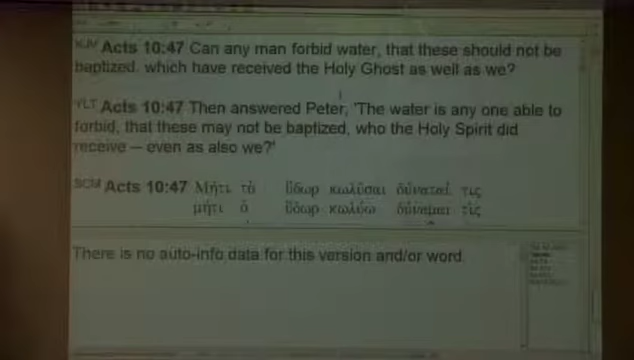 KJV Acts 10:47 Can any man forbid water, that these should not be
baptized, which have received the Holy Ghost as well as we?
YLT Acts 10:47 Then answered Peter, 'The water is any one able to
forbid, that these may not be baptized, who the Holy Spirit did
receive – even as also we?'
Acts 10:47 Μήτι τὸ ὕδωρ κωλῦσαι δύναταί τις
μήτι ὁ ὕδωρ κωλύω δύναμαι τὶς
There is no auto-info data for this version and/or word.